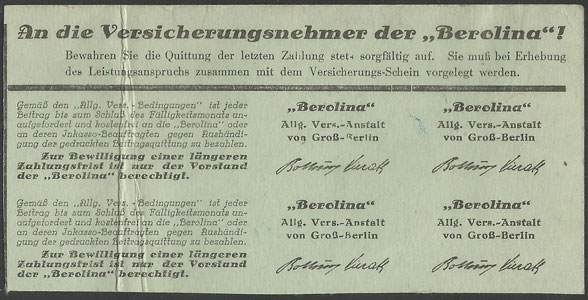 An die Versicherungsnehmer der „Berolina"!
Bewahren Sie die Quittung der letzten Zahlung stets sorgfältig auf. Sie muß bei Erhebung
des Leistungsanspruchs zusammen mit dem Versicherungs-Schein vorgelegt werden.
Gemäß den „Allg. Vers.-Bedingungen" ist jeder
Beitrag bis zum Schluß des Fälligkeitsmonats un-
aufgefordert und kostenfrei an die „Berolina" oder
an deren Jnkasso-Beauftragten gegen Aushändi-
gung der gedruckten Beitragsquittung zu bezahlen.
Zur Bewilligung einer längeren
Zahlungsfrist ist nur der Vorstand
der „Berolina" berechtigt.
„Berolina"
Allg. Vers.-Anstalt
von Groß-Berlin
„Berolina"
Allg. Vers.-Anstalt
von Groß-Berlin
Gemäß den „Allg. Vers.-Bedingungen" ist jeder
Beitrag bis zum Schluß des Fälligkeitsmonats un-
aufgefordert und kostenfrei an die „Berolina" oder
an deren Jnkasso-Beauftragten gegen Aushändi-
gung der gedruckten Beitragsquittung zu bezahlen.
Zur Bewilligung einer längeren
Zahlungsfrist ist nur der Vorstand
der „Berolina" berechtigt.
„Berolina"
Allg. Vers.-Anstalt
von Groß-Berlin
„Berolina"
Allg. Vers.-Anstalt
von Groß-Berlin